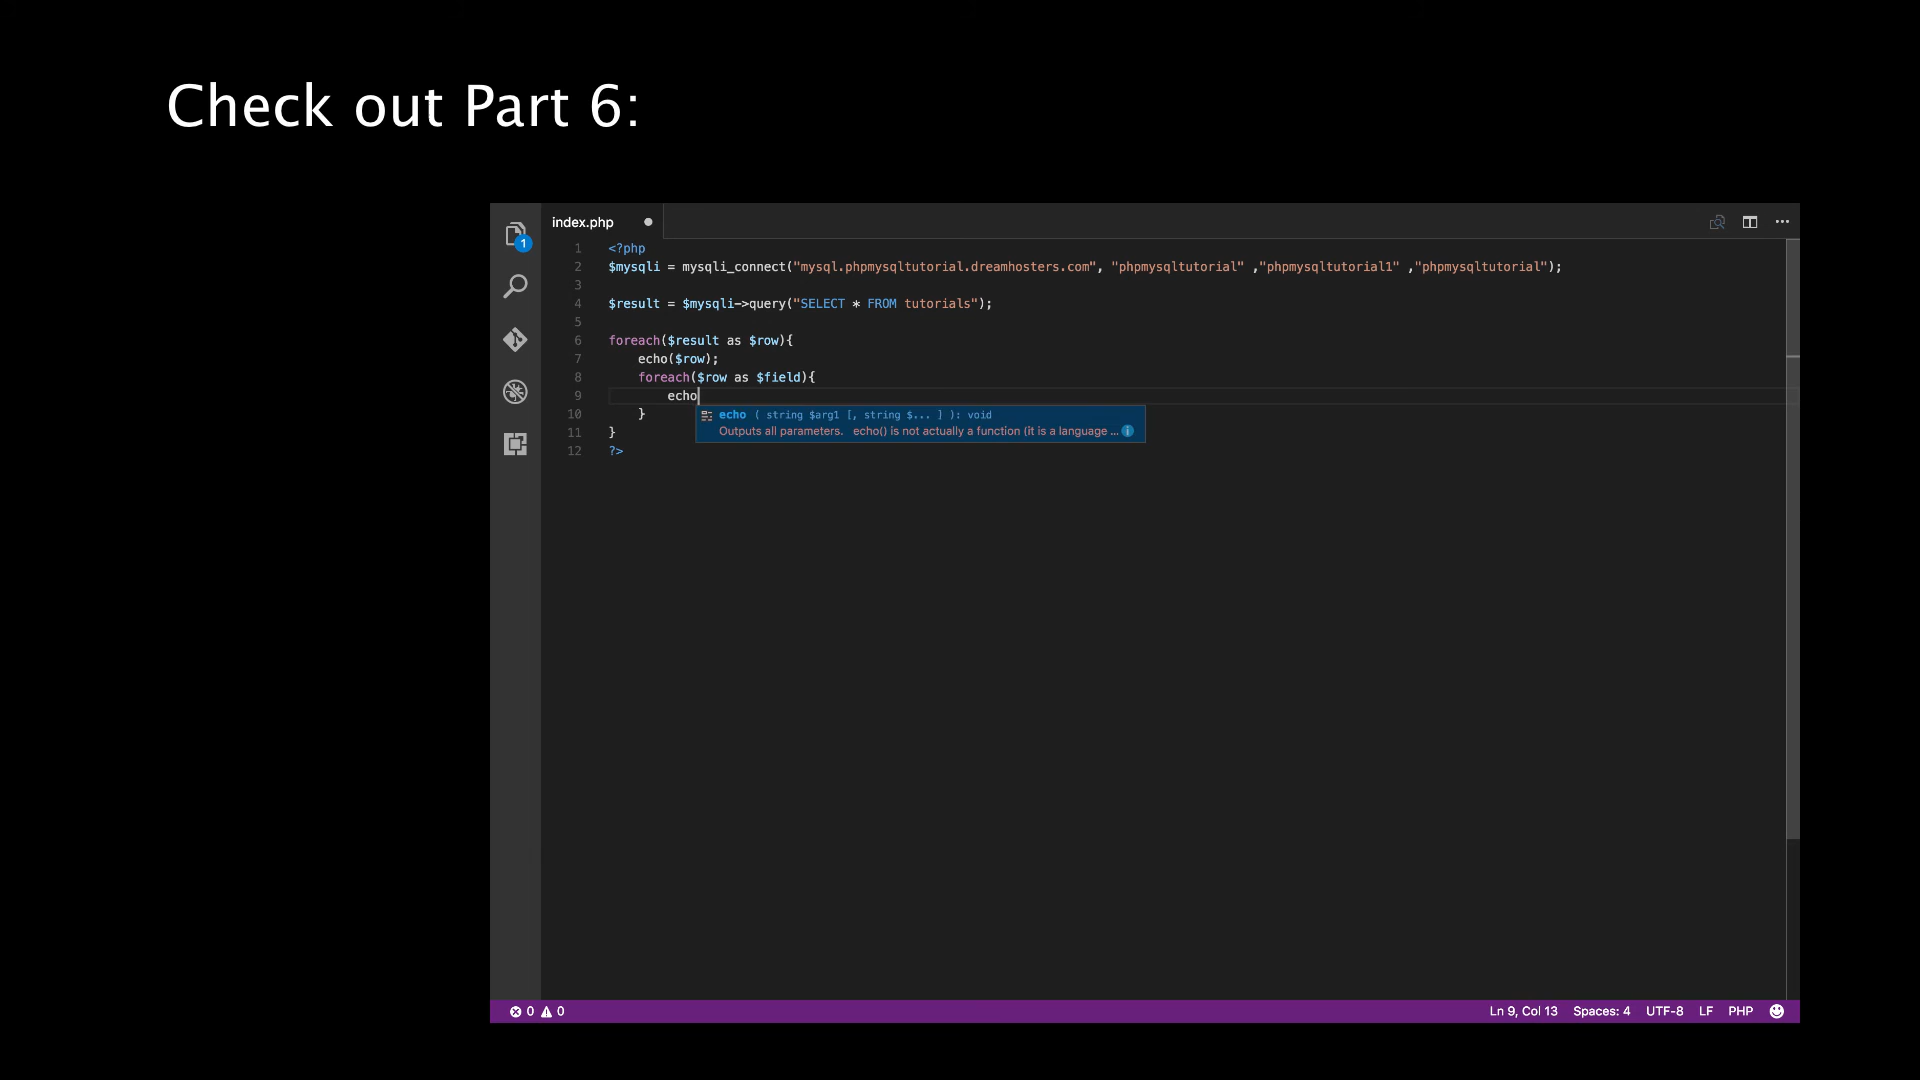 Check out Part 6:
index.php
1
1 <?php
2 $mysqli = mysqli_connect("mysql.phpmysqltutorial.dreamhosters.com", "phpmysqltutorial" ,"phpmysqltutorial1" ,"phpmysqltutorial");
3
4 $result = $mysqli->query("SELECT * FROM tutorials");
5
6 foreach($result as $row){
7 echo($row);
8 foreach($row as $field){
9 echo
echo ( string $arg1 [, string $... ] ): void
10 }
Outputs all parameters. echo() is not actually a function (it is a language ...
11 }
12 ?>
0 0 Ln 9, Col 13 Spaces: 4 UTF-8 LF PHP